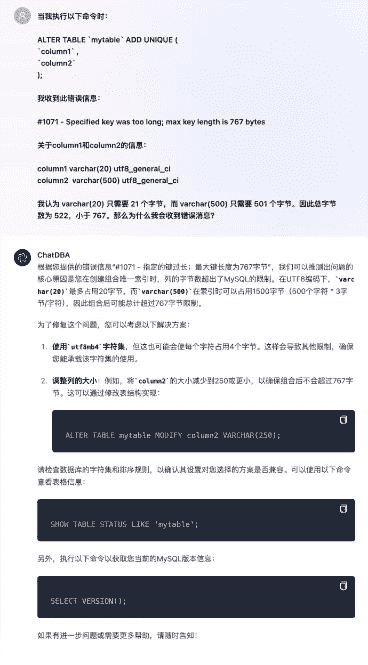 当我执行以下命令时：
ALTER TABLE `mytable` ADD UNIQUE (
`column1` ,
`column2`
);
我收到此错误信息：
#1071 - Specified key was too long; max key length is 767 bytes
关于column1和column2的信息：
column1 varchar(20) utf8_general_ci
column2 varchar(500) utf8_general_ci
我认为 varchar(20) 只需要 21 个字节，而 varchar(500) 只需要 501 个字节。因此总字节
数为 522，小于 767。那么为什么我会收到错误消息？
ChatDBA
根据您提供的错误信息"#1071 - 指定的键过长；最大键长度为767字节"，我们可以推测出问题的
核心原因是您在创建组合唯一索引时，列的字节数超出了MySQL的限制。在UTF8编码下，`varc
har(20)`最多占用20字节，而`varchar(500)`在索引时可以占用1500字节（500个字符 * 3字
节/字符），因此组合后可能总计超过767字节限制。
为了修复这个问题，您可以考虑以下解决方案：
1. 使用`utf8mb4`字符集，但这也可能会使每个字符占用4个字节。这样会导致其他限制，确保
您能承载该字符集的使用。
2. 调整列的大小：例如，将`column2`的大小减少到250或更小，以确保组合后不会超过767字
节。这可以通过修改表结构实现：
ALTER TABLE mytable MODIFY column2 VARCHAR(250);
请检查数据库的字符集和排序规则，以确认其设置对您选择的方案是否兼容。可以使用以下命令
查看表格信息：
SHOW TABLE STATUS LIKE 'mytable';
另外，执行以下命令以获取您当前的MySQL版本信息：
SELECT VERSION();
如果有进一步问题或需要更多帮助，请随时告知！